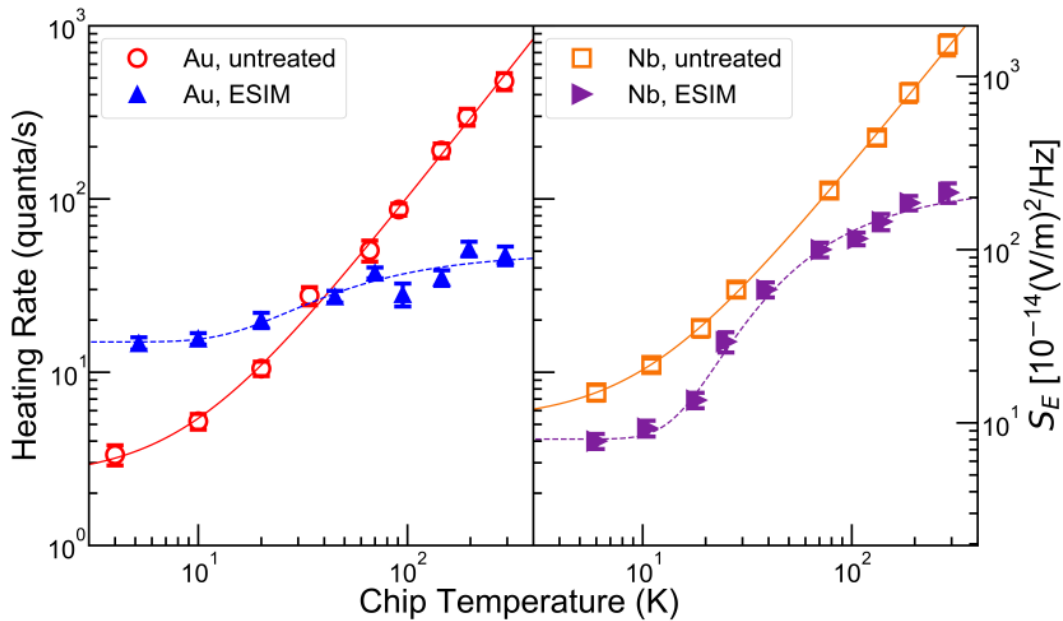 Heating Rate (quanta/s)
10³
10²
10¹
10⁰
Au, untreated
Au, ESIM
Nb, untreated
Nb, ESIM
10³
10²
10¹
S_E [10⁻¹⁴(V/m)²/Hz]
10¹
10²
10¹
10²
Chip Temperature (K)